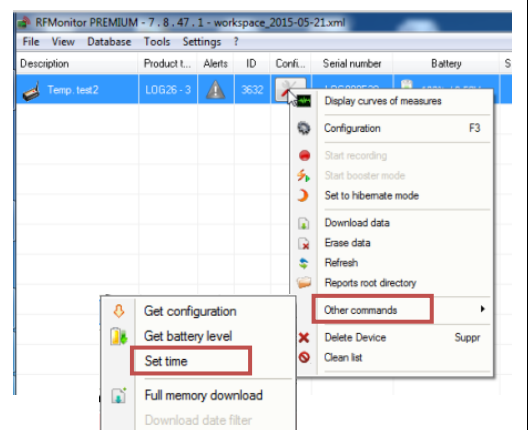 RFMonitor PREMIUM - 7 . 8 , 47 . 1 - workspace_2015-05-21.xml
File View Database Tools Settings ?
Description Product t... Alerts ID Confi... Serial number Battery S
Temp. test2 LOG26 - 3 3632
Display curves of measures
Configuration F3
Start recording
Start booster mode
Set to hibernate mode
Download data
Erase data
Refresh
Reports root directory
Other commands
Delete Device Suppr
Clean list
Get configuration
Get battery level
Set time
Full memory download
Download date filter